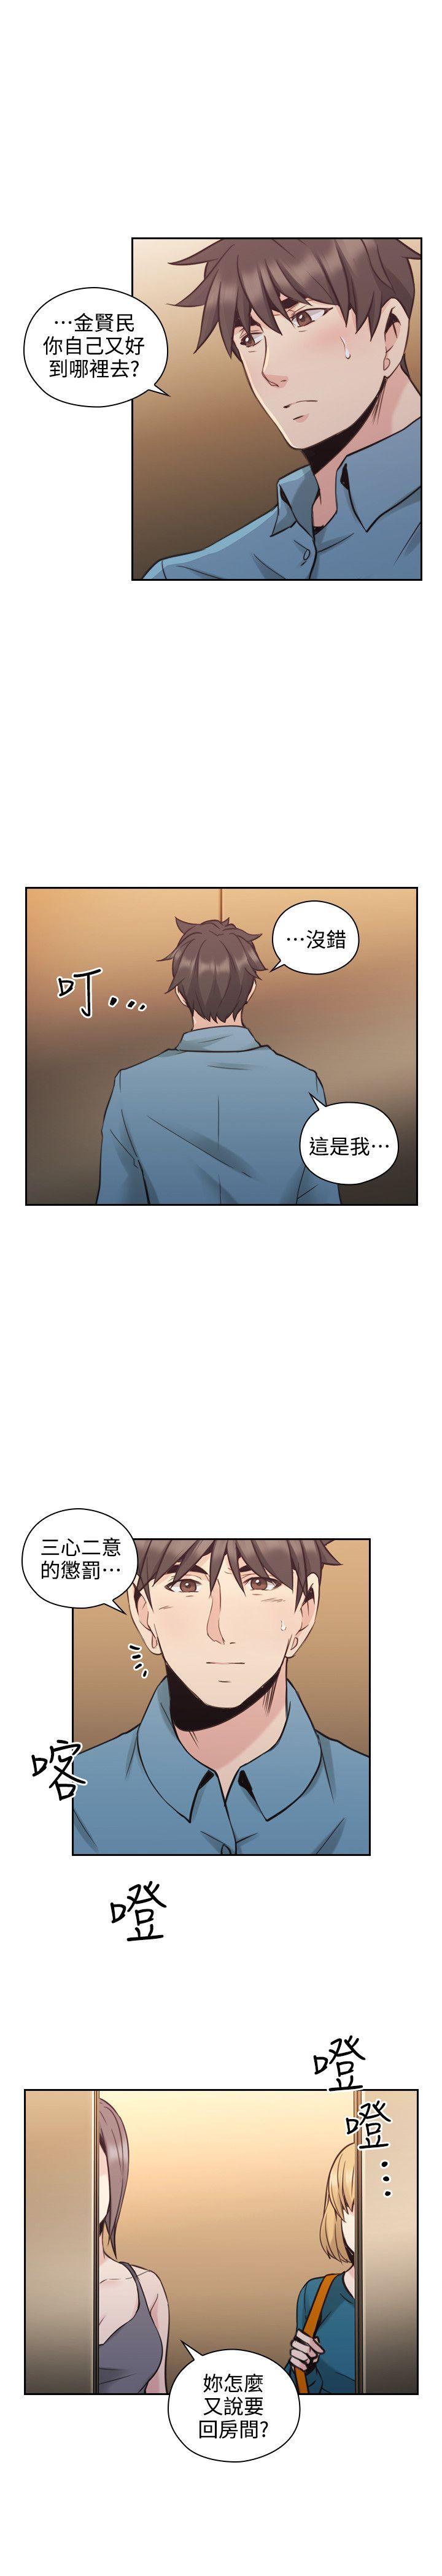 …金賢民
你自己又好
到哪裡去?
…沒錯
叮…
這是我…
三心二意
的懲罰…
喀
噔
噔
噔…
妳怎麼
又說要
回房間?